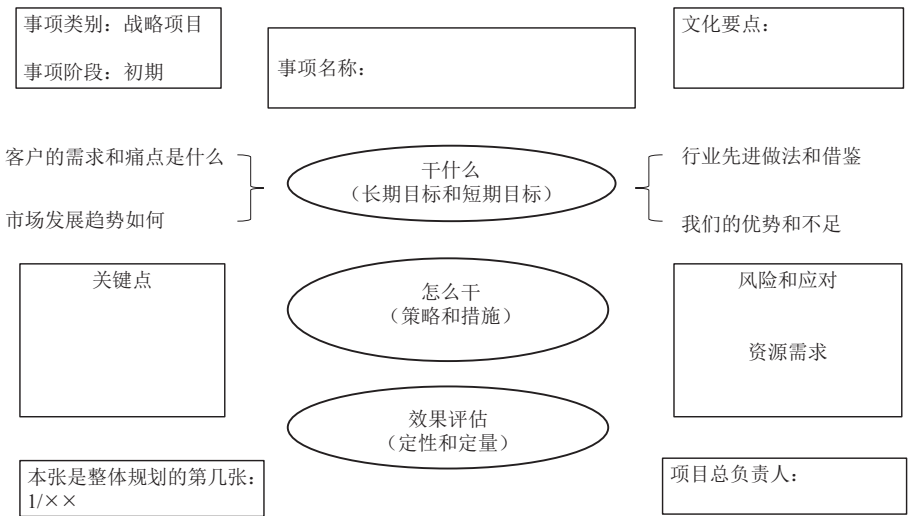 事项类别：战略项目
事项阶段：初期
事项名称：
文化要点：
客户的需求和痛点是什么
市场发展趋势如何
干什么
（长期目标和短期目标）
行业先进做法和借鉴
我们的优势和不足
关键点
怎么干
（策略和措施）
风险和应对
资源需求
效果评估
（定性和定量）
本张是整体规划的第几张：
1/××
项目总负责人：